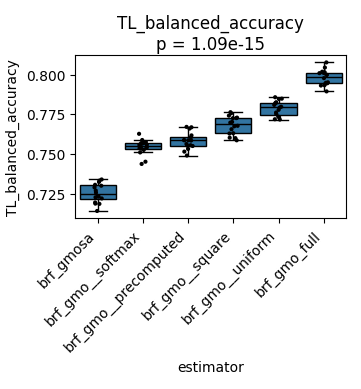 TL_balanced_accuracy
p = 1.09e-15
TL_balanced_accuracy
0.800
0.775
0.750
0.725
brf_gmosa
brf_gmo__softmax
brf_gmo__precomputed
brf_gmo__square
brf_gmo__uniform
brf_gmo_full
estimator